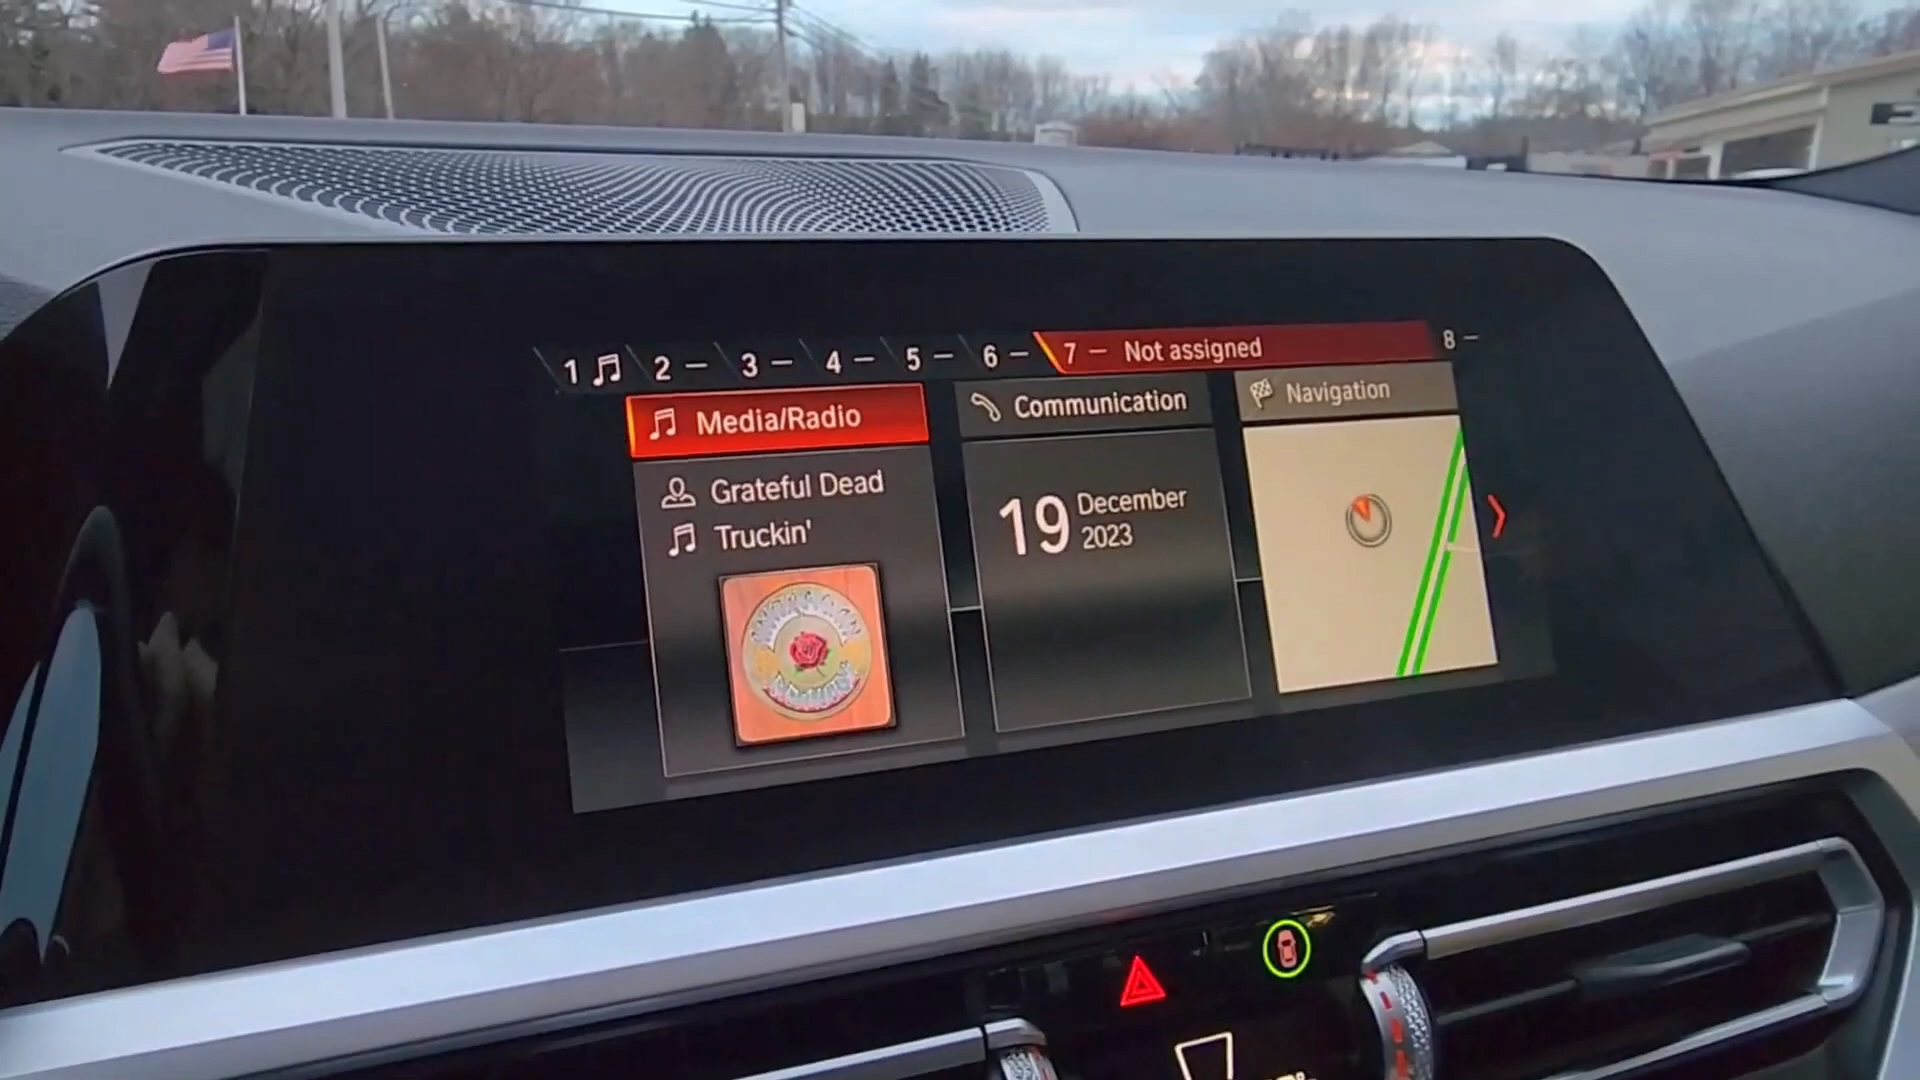 1 2 – 3 – 4 – 5 – 6 – 7 – Not assigned 8 –
Media/Radio
Grateful Dead
Truckin'
Communication
19 December
2023
Navigation